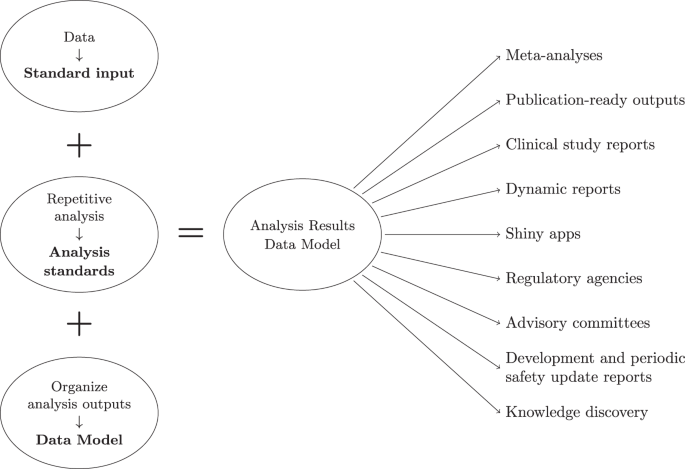 Data
↓
Standard input
+
Repetitive
analysis
↓
Analysis
standards
+
Organize
analysis outputs
↓
Data Model
=
Analysis Results
Data Model
Meta-analyses
Publication-ready outputs
Clinical study reports
Dynamic reports
Shiny apps
Regulatory agencies
Advisory committees
Development and periodic
safety update reports
Knowledge discovery